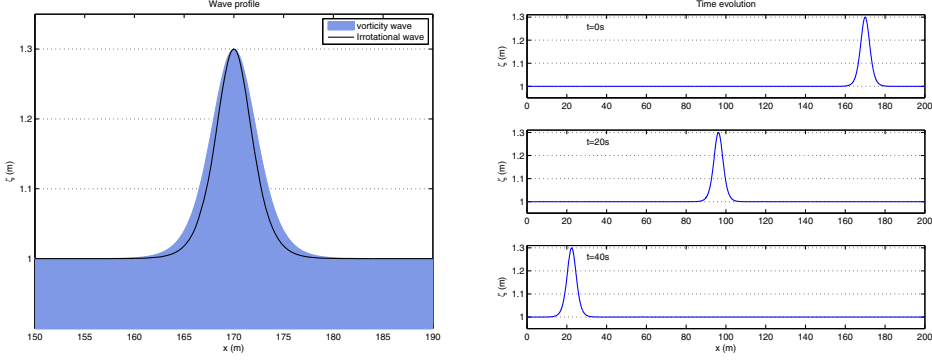 Wave profile
vorticity wave
Irrotational wave
1.3
1.2
1.1
1
ζ (m)
150 155 160 165 170 175 180 185 190
x (m)
Time evolution
t=0s
1.3
1.2
1.1
1
ζ (m)
0 20 40 60 80 100 120 140 160 180 200
t=20s
1.3
1.2
1.1
1
ζ (m)
0 20 40 60 80 100 120 140 160 180 200
t=40s
1.3
1.2
1.1
1
ζ (m)
0 20 40 60 80 100 120 140 160 180 200
x (m)